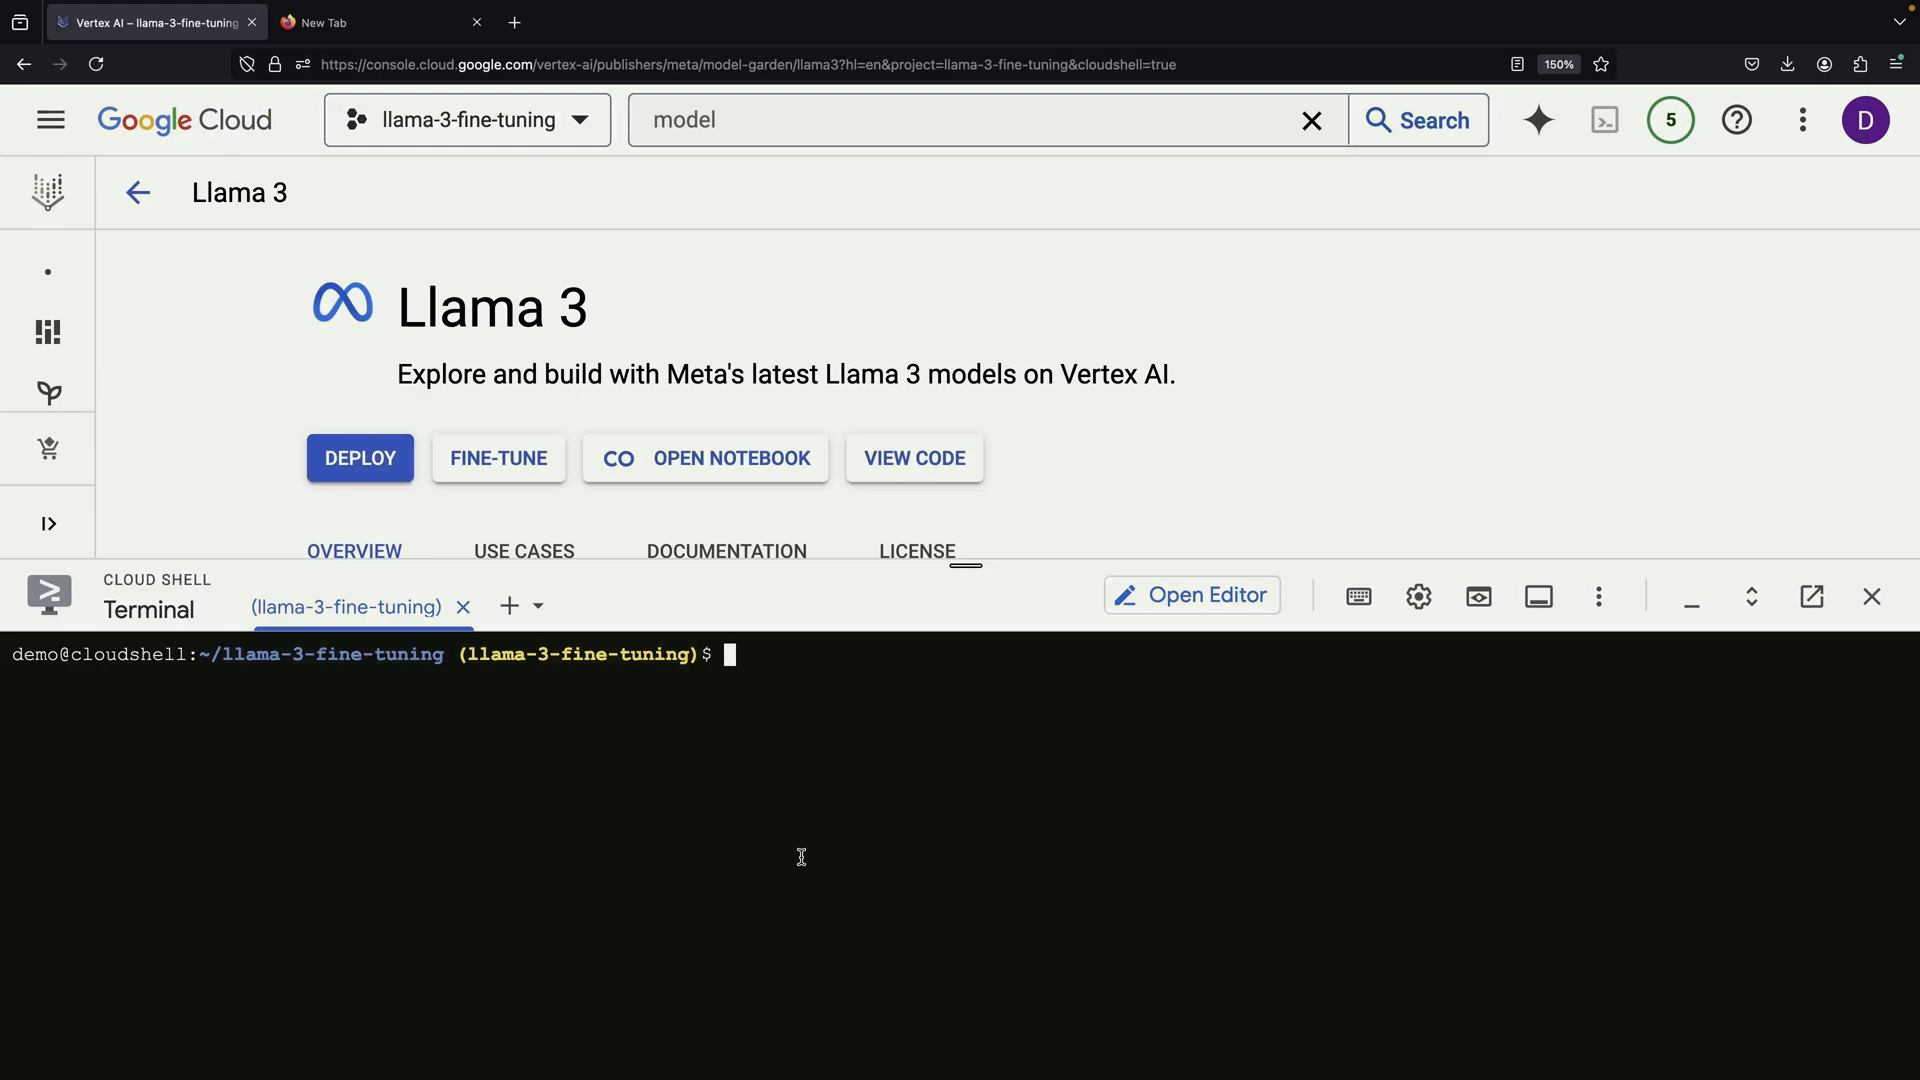 Vertex AI – llama-3-fine-tuning
New Tab
https://console.cloud.google.com/vertex-ai/publishers/meta/model-garden/llama3?hl=en&project=llama-3-fine-tuning&cloudshell=true
150%
Google Cloud
llama-3-fine-tuning
model
Search
5
D
Llama 3
Llama 3
Explore and build with Meta's latest Llama 3 models on Vertex AI.
DEPLOY
FINE-TUNE
OPEN NOTEBOOK
VIEW CODE
OVERVIEW
USE CASES
DOCUMENTATION
LICENSE
CLOUD SHELL
Terminal
(llama-3-fine-tuning)
Open Editor
demo@cloudshell:~/llama-3-fine-tuning (llama-3-fine-tuning)$